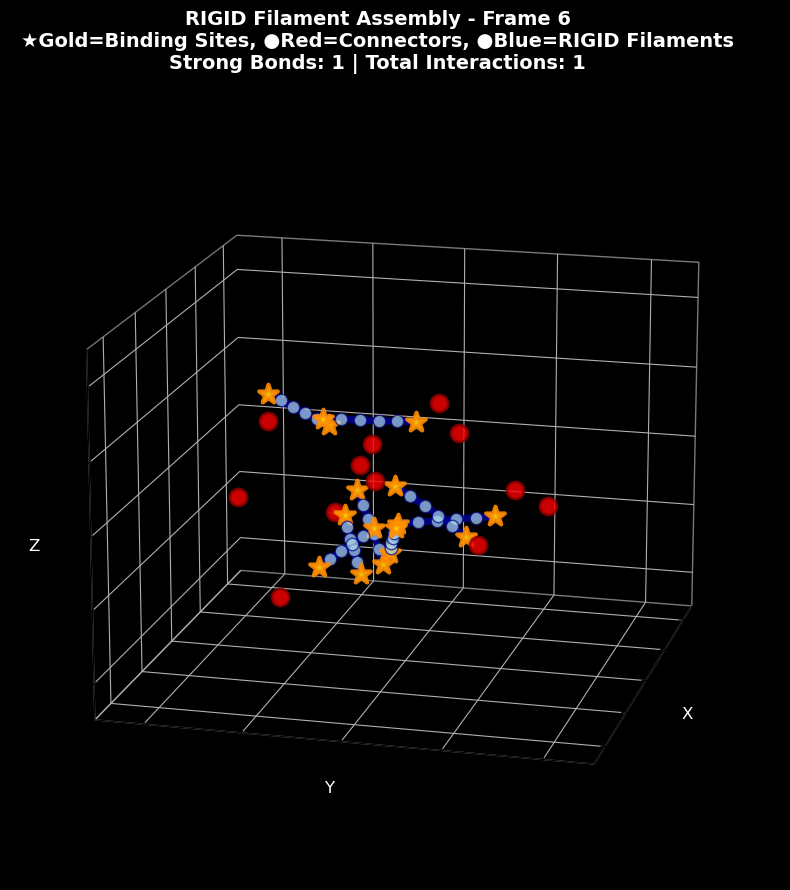 RIGID Filament Assembly - Frame 6
★Gold=Binding Sites, ●Red=Connectors, ●Blue=RIGID Filaments
Strong Bonds: 1 | Total Interactions: 1
Z
X
Y